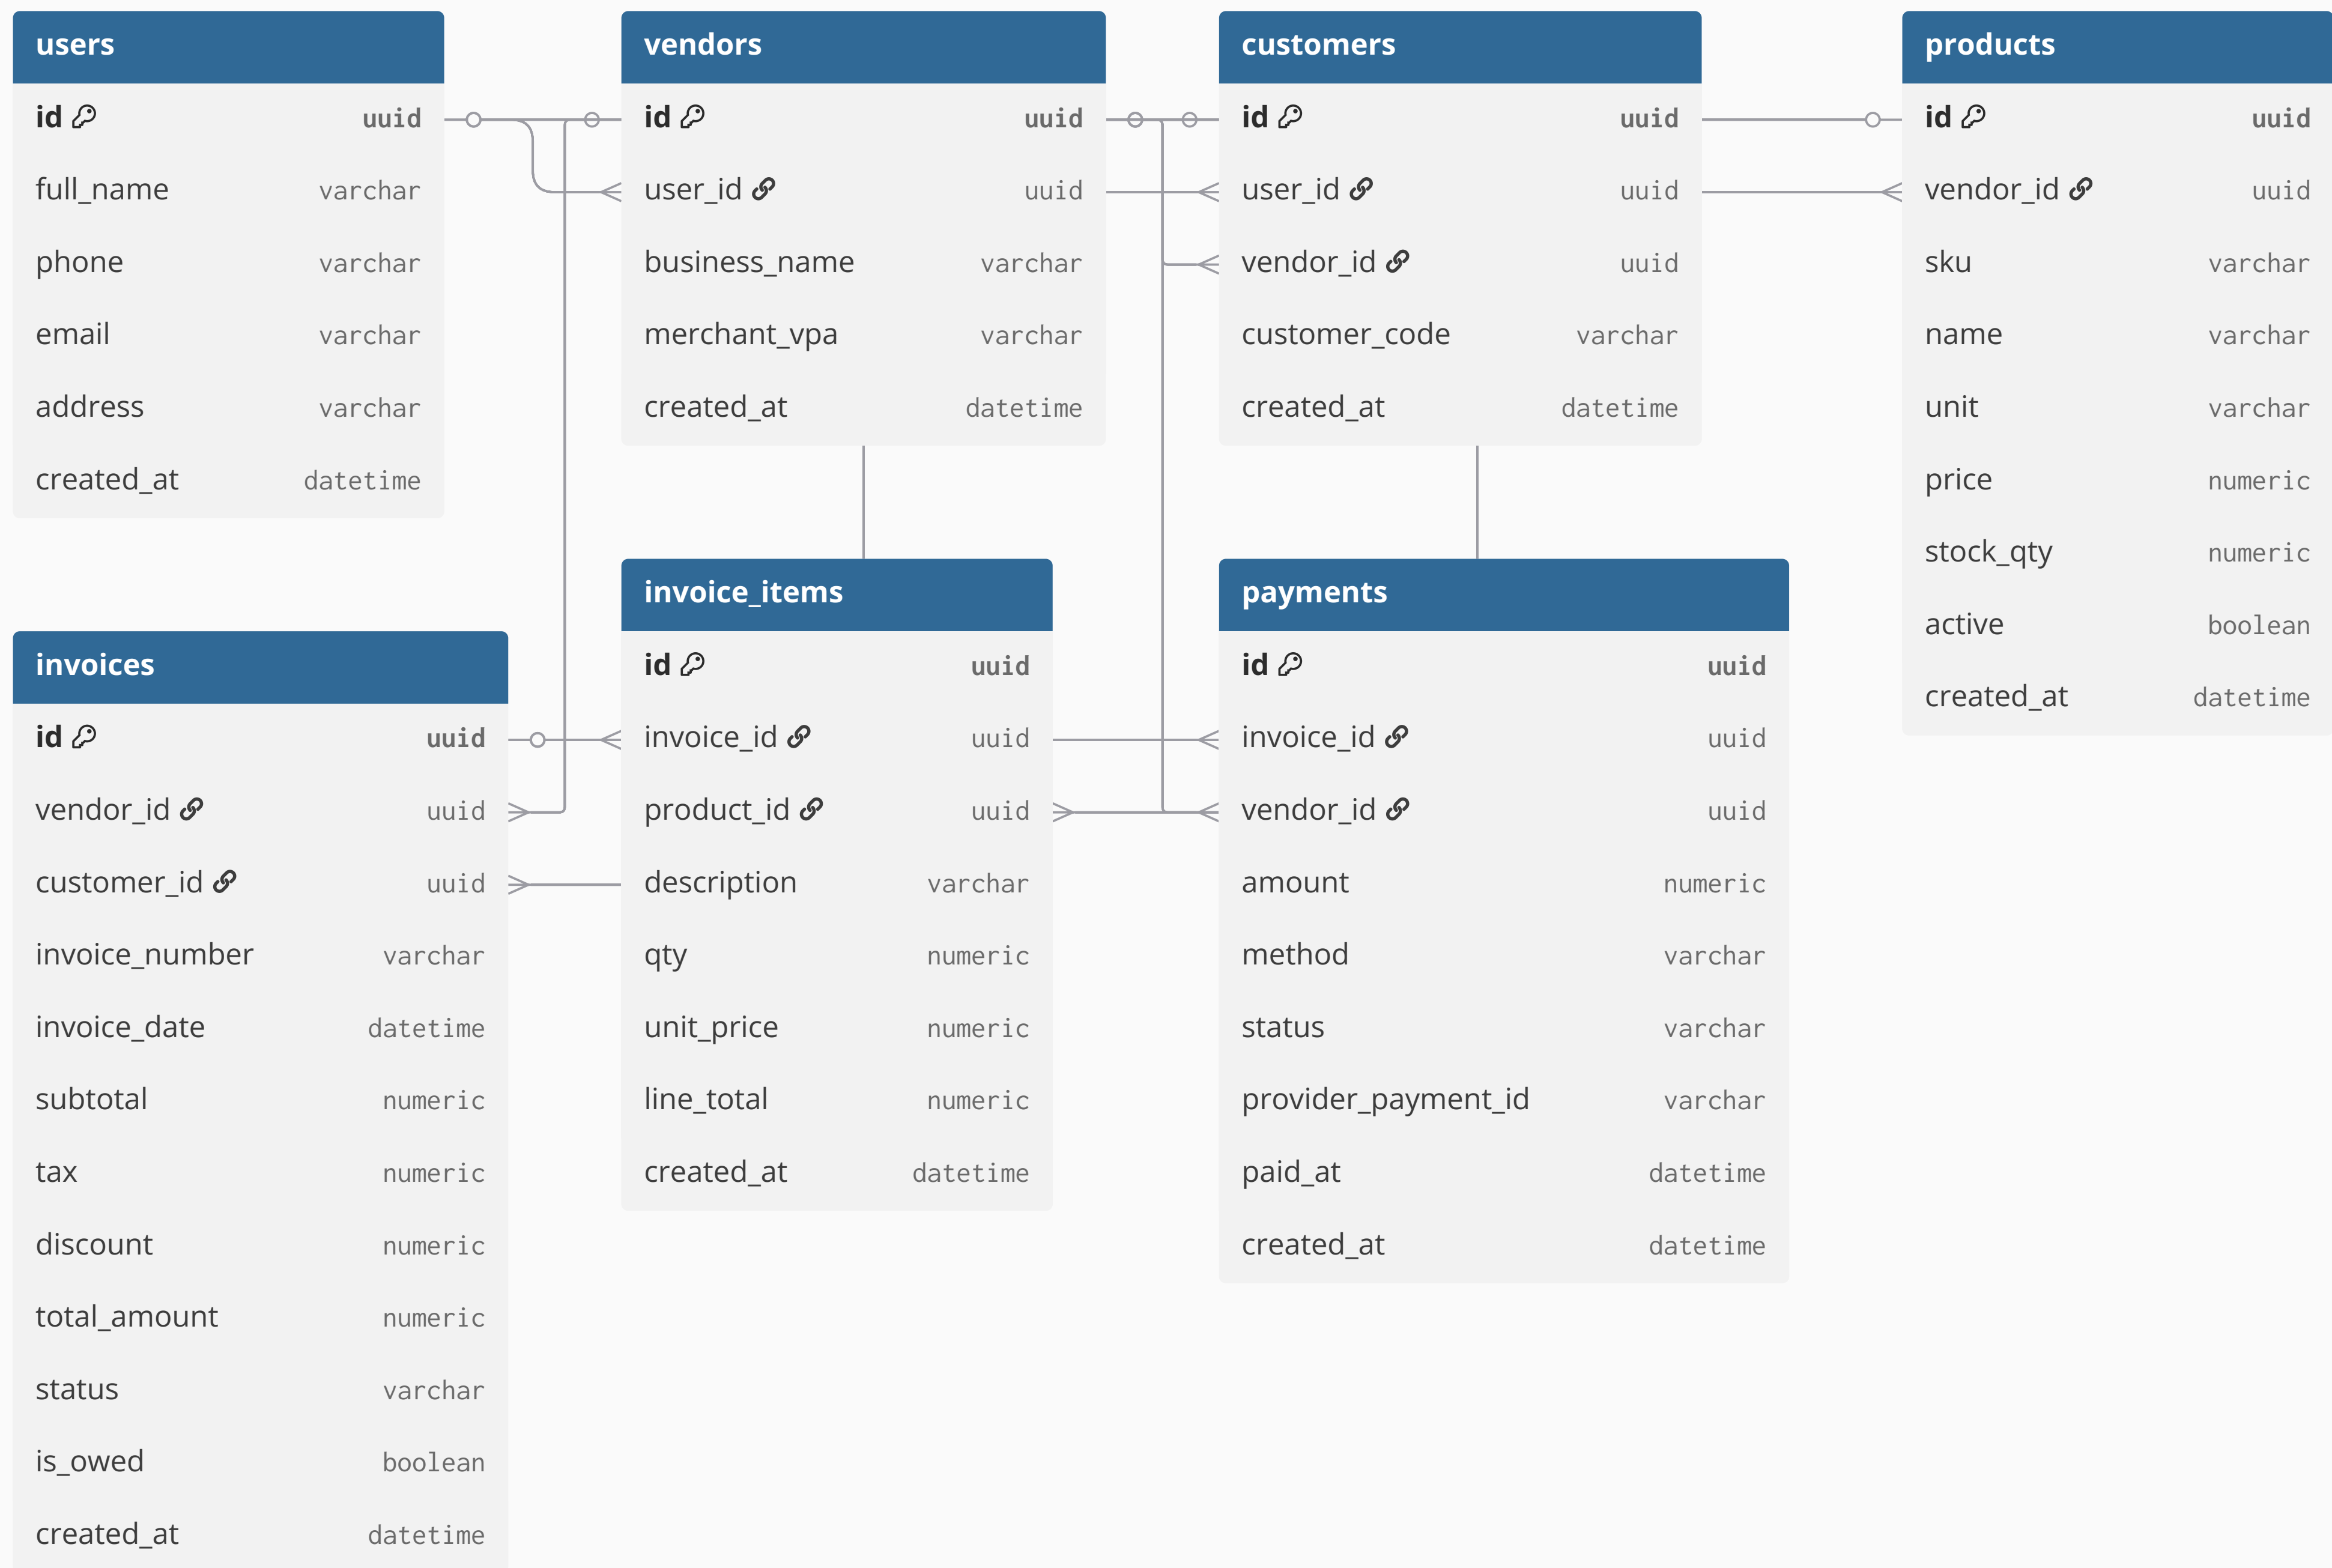 users
id uuid
full_name varchar
phone varchar
email varchar
address varchar
created_at datetime
vendors
id uuid
user_id uuid
business_name varchar
merchant_vpa varchar
created_at datetime
customers
id uuid
user_id uuid
vendor_id uuid
customer_code varchar
created_at datetime
products
id uuid
vendor_id uuid
sku varchar
name varchar
unit varchar
price numeric
stock_qty numeric
active boolean
created_at datetime
invoices
id uuid
vendor_id uuid
customer_id uuid
invoice_number varchar
invoice_date datetime
subtotal numeric
tax numeric
discount numeric
total_amount numeric
status varchar
is_owed boolean
created_at datetime
invoice_items
id uuid
invoice_id uuid
product_id uuid
description varchar
qty numeric
unit_price numeric
line_total numeric
created_at datetime
payments
id uuid
invoice_id uuid
vendor_id uuid
amount numeric
method varchar
status varchar
provider_payment_id varchar
paid_at datetime
created_at datetime